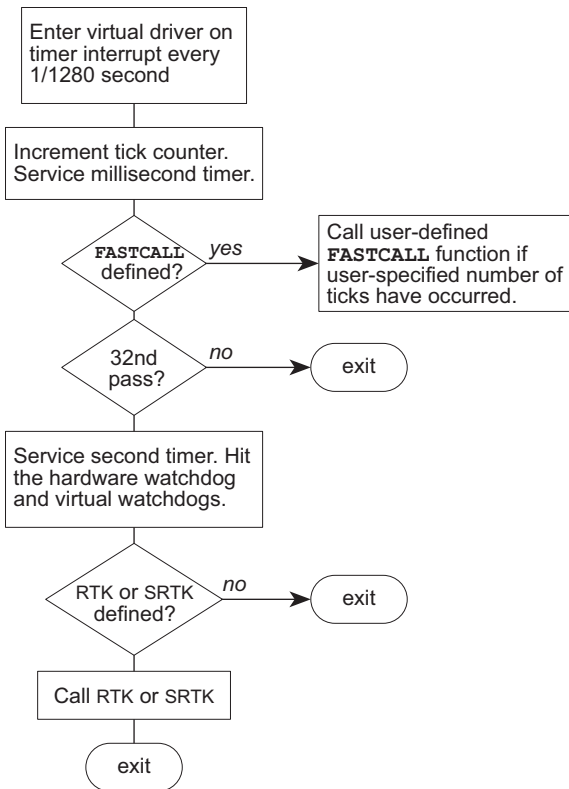 Enter virtual driver on
timer interrupt every
1/1280 second
Increment tick counter.
Service millisecond timer.
FASTCALL
defined?
yes
Call user-defined
FASTCALL function if
user-specified number of
ticks have occurred.
32nd
pass?
no
exit
Service second timer. Hit
the hardware watchdog
and virtual watchdogs.
RTK or SRTK
defined?
no
exit
Call RTK or SRTK
exit